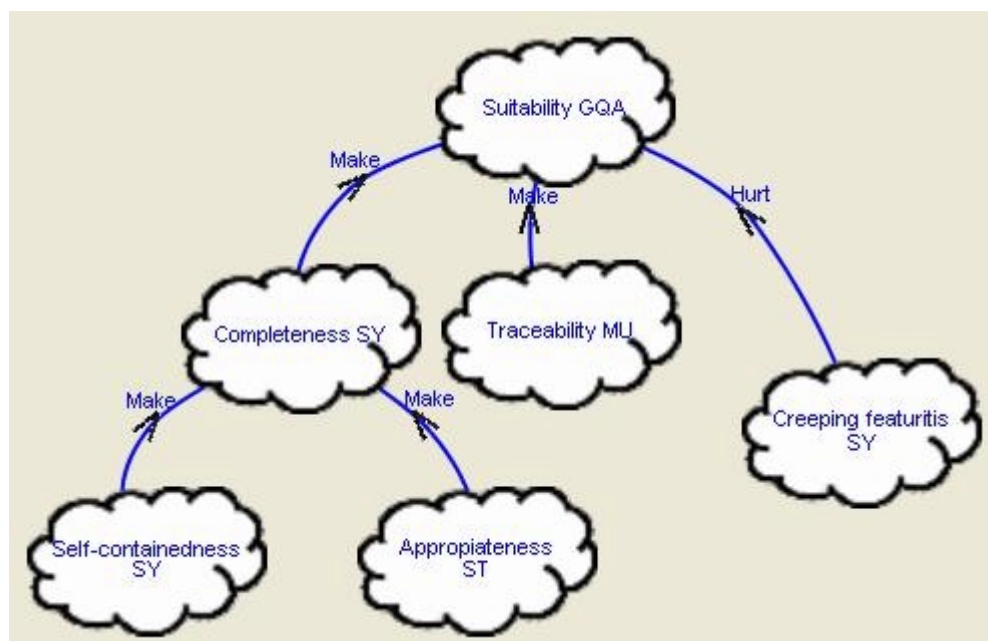 Suitability GQA
Make
Make
Hurt
Completeness SY
Traceability MU
Make
Make
Creeping featuritis
SY
Self-containedness
SY
Appropiateness
ST